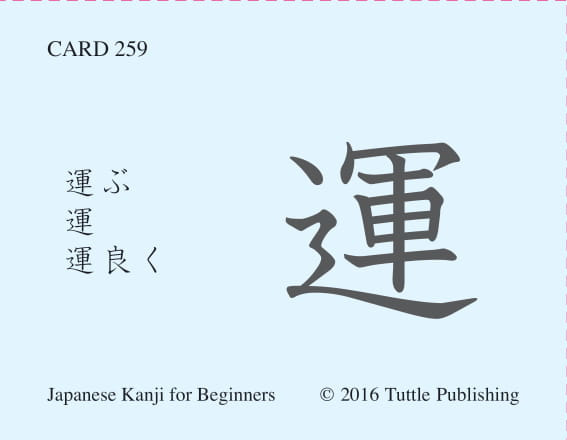 CARD 259
運ぶ
運
運良く
運
Japanese Kanji for Beginners
© 2016 Tuttle Publishing